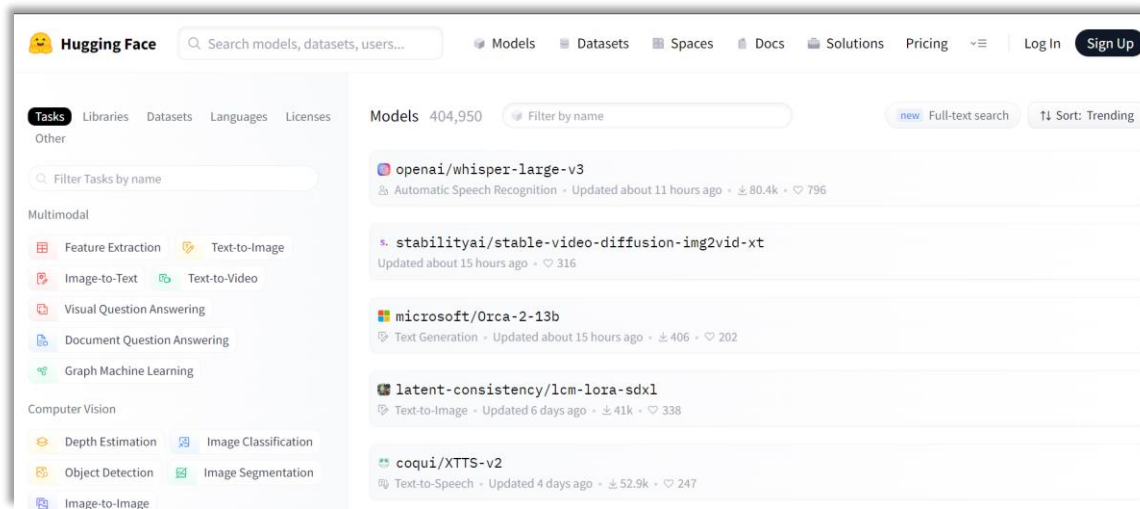 Hugging Face
Search models, datasets, users...
Models
Datasets
Spaces
Docs
Solutions
Pricing
Log In
Sign Up
Tasks Libraries Datasets Languages Licenses
Other
Filter Tasks by name
Multimodal
Feature Extraction Text-to-Image
Image-to-Text Text-to-Video
Visual Question Answering
Document Question Answering
Graph Machine Learning
Computer Vision
Depth Estimation Image Classification
Object Detection Image Segmentation
Image-to-Image
Models 404,950
Filter by name
new Full-text search
↑↓ Sort: Trending
openai/whisper-large-v3
Automatic Speech Recognition • Updated about 11 hours ago • 80.4k • 796
s. stabilityai/stable-video-diffusion-img2vid-xt
Updated about 15 hours ago • 316
microsoft/Orca-2-13b
Text Generation • Updated about 15 hours ago • 406 • 202
latent-consistency/lcm-lora-sdxl
Text-to-Image • Updated 6 days ago • 41k • 338
coqui/XTTS-v2
Text-to-Speech • Updated 4 days ago • 52.9k • 247